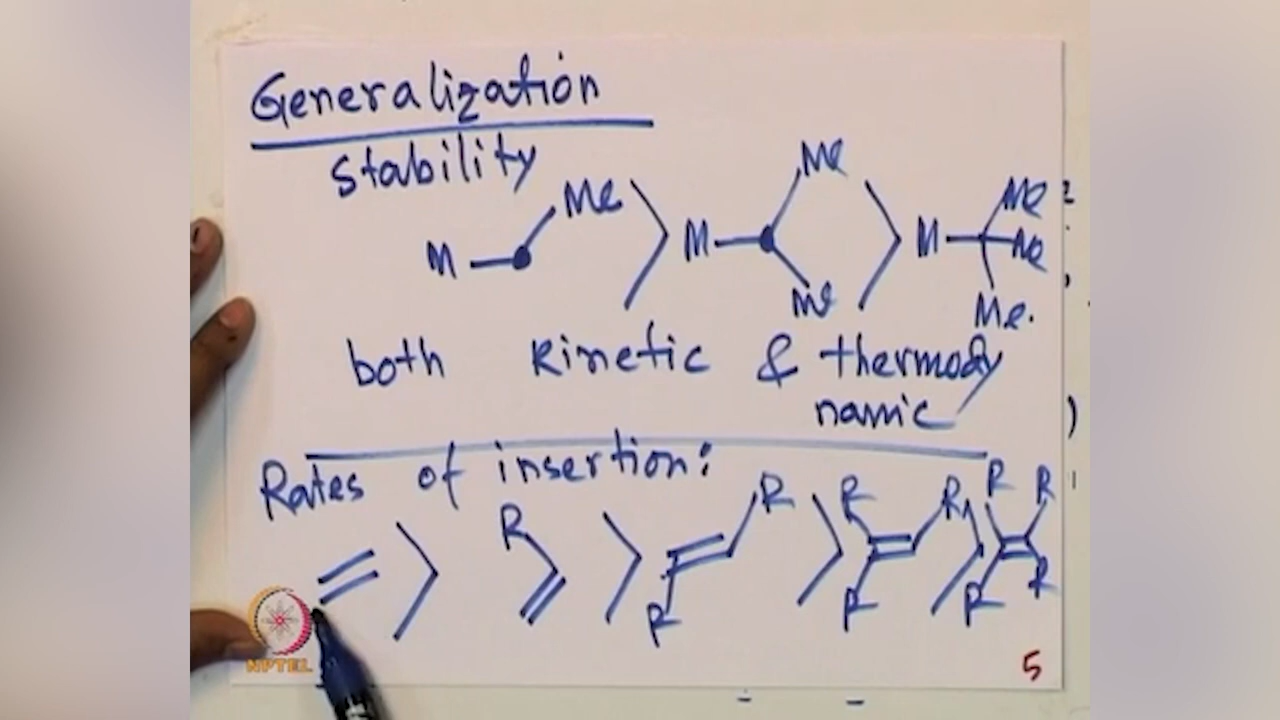 Generalization
Stability
M Me > M Me Me > M Me Me Me.
both kinetic & thermody
namic
Rates of insertion:
> R > R R > R R R > R R R R
NPTEL
5